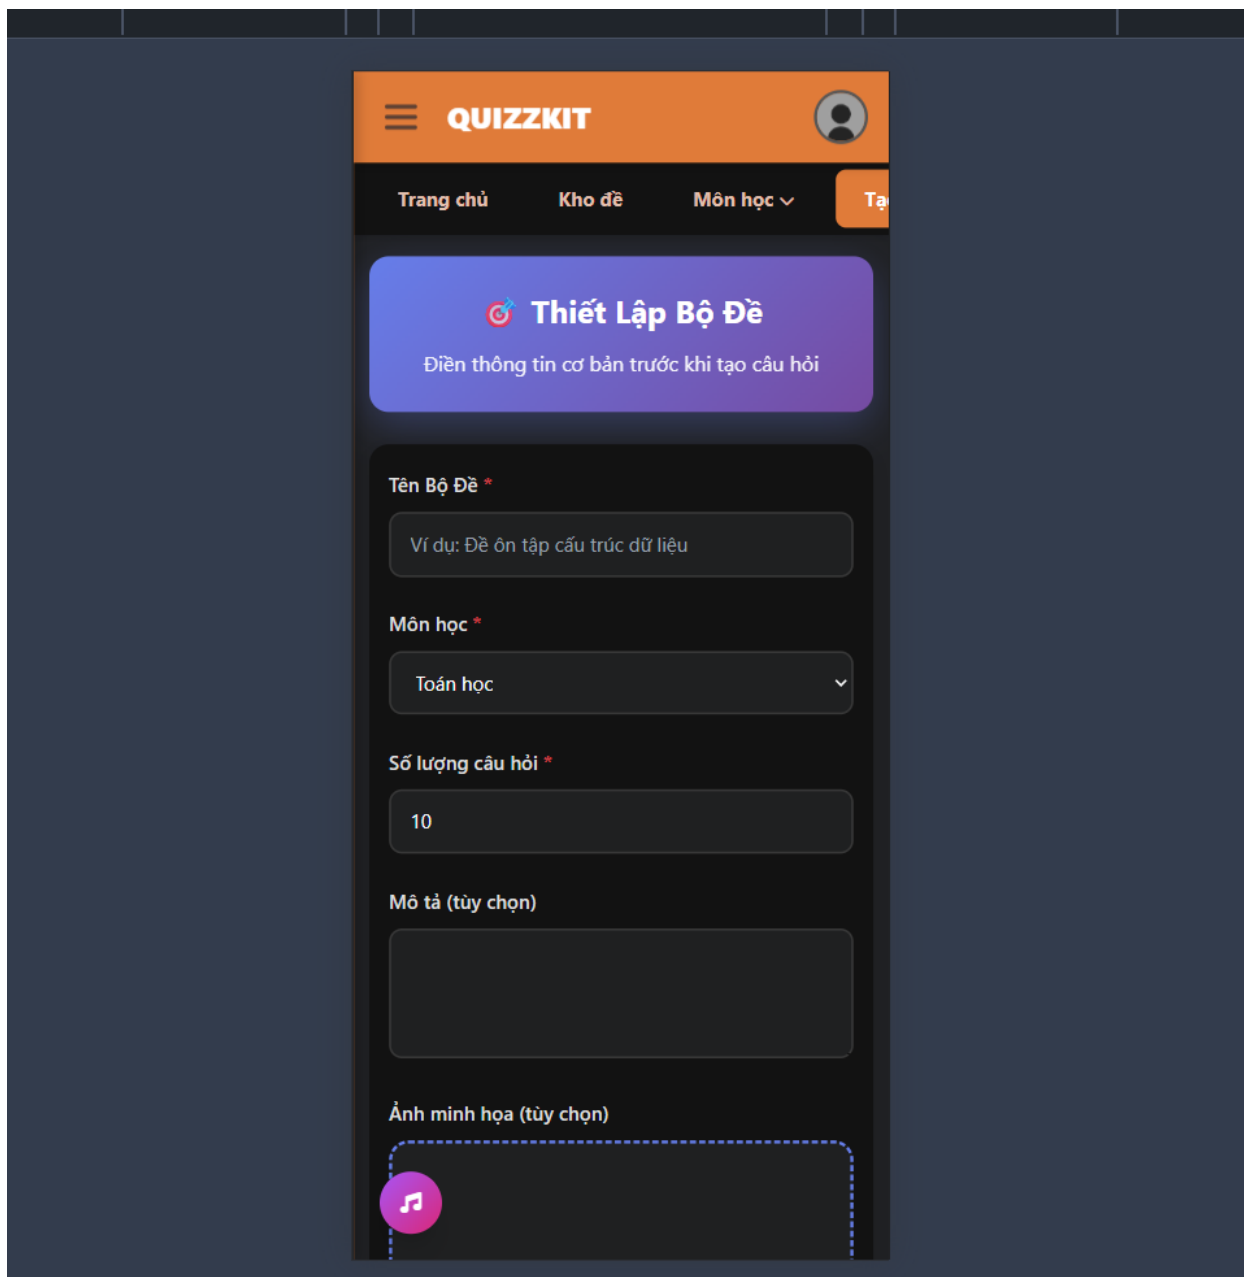 QUIZZKIT
Trang chủ Kho đề Môn học Tạ
Thiết Lập Bộ Đề
Điền thông tin cơ bản trước khi tạo câu hỏi
Tên Bộ Đề *
Ví dụ: Đề ôn tập cấu trúc dữ liệu
Môn học *
Toán học
Số lượng câu hỏi *
10
Mô tả (tùy chọn)
Ảnh minh họa (tùy chọn)